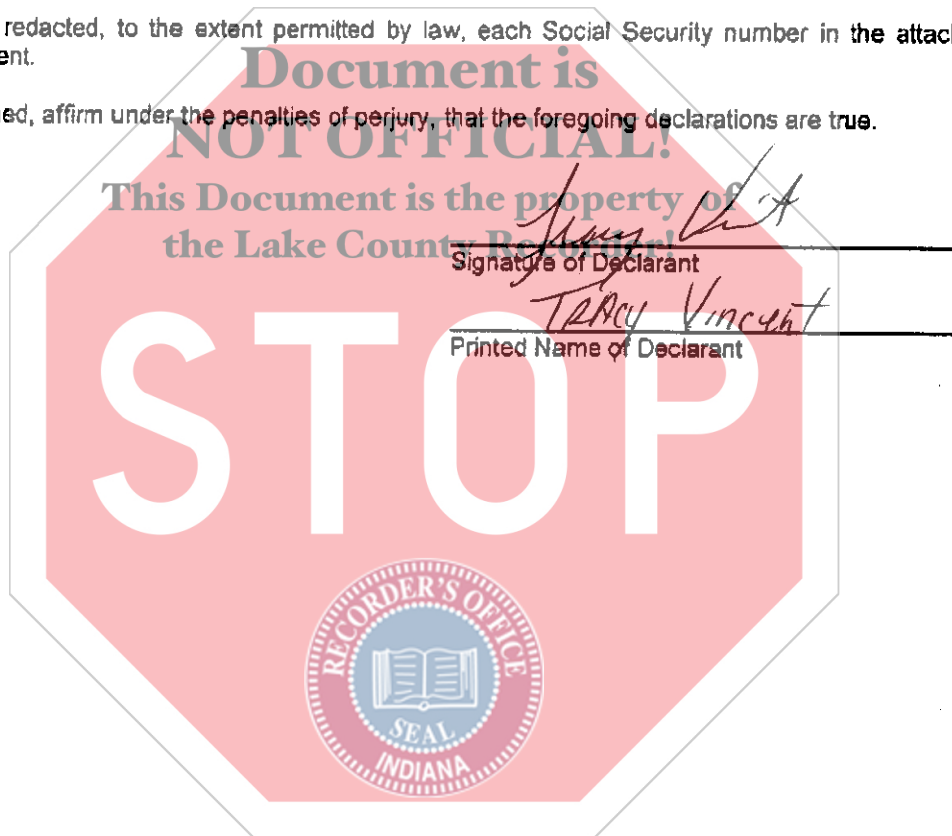 redacted, to the extent permitted by law, each Social Security number in the attac
ent.
Document is
ed, affirm under the penalties of perjury, that the foregoing declarations are true.
NOT OFFICIAL!
This Document is the property of
the Lake County Recorder!
Signature of Declarant
TRACY Vincent
Printed Name of Declarant
STOP
RECORDER'S OFFICE
SEAL
INDIANA